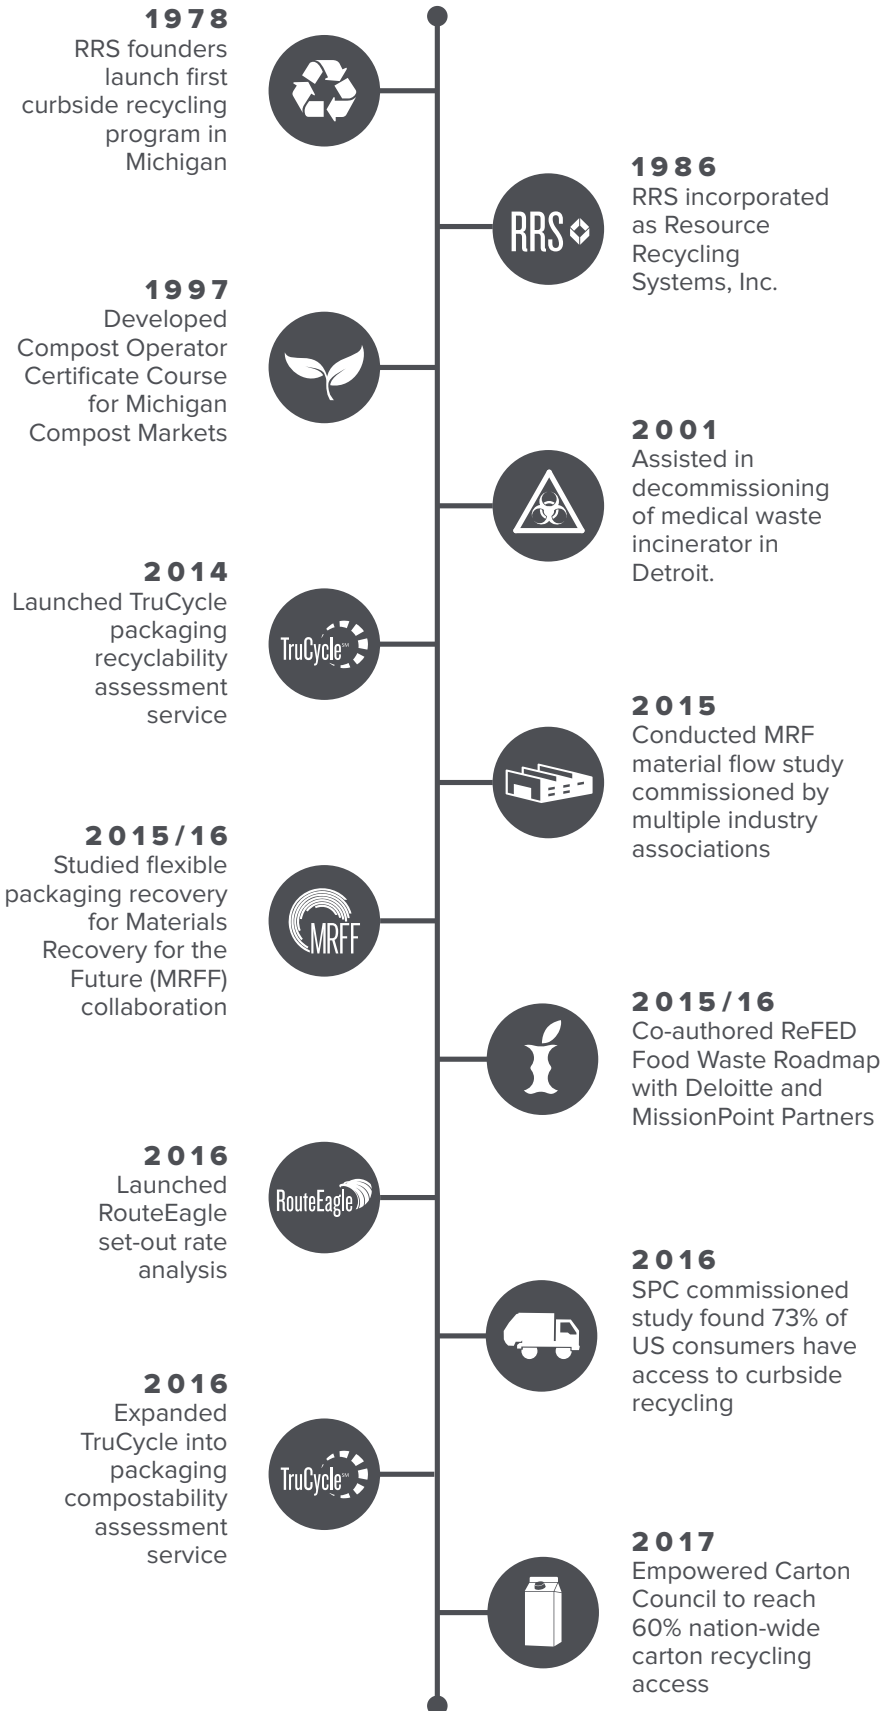 1978
RRS founders
launch first
curbside recycling
program in
Michigan
1986
RRS incorporated
as Resource
Recycling
Systems, Inc.
RRS
1997
Developed
Compost Operator
Certificate Course
for Michigan
Compost Markets
2001
Assisted in
decommissioning
of medical waste
incinerator in
Detroit.
2014
Launched TruCycle
packaging
recyclability
assessment
service
TruCycle℠
2015
Conducted MRF
material flow study
commissioned by
multiple industry
associations
2015/16
Studied flexible
packaging recovery
for Materials
Recovery for the
Future (MRFF)
collaboration
MRFF
2015/16
Co-authored ReFED
Food Waste Roadmap
with Deloitte and
MissionPoint Partners
2016
Launched
RouteEagle
set-out rate
analysis
RouteEagle
2016
SPC commissioned
study found 73% of
US consumers have
access to curbside
recycling
2016
Expanded
TruCycle into
packaging
compostability
assessment
service
TruCycle℠
2017
Empowered Carton
Council to reach
60% nation-wide
carton recycling
access